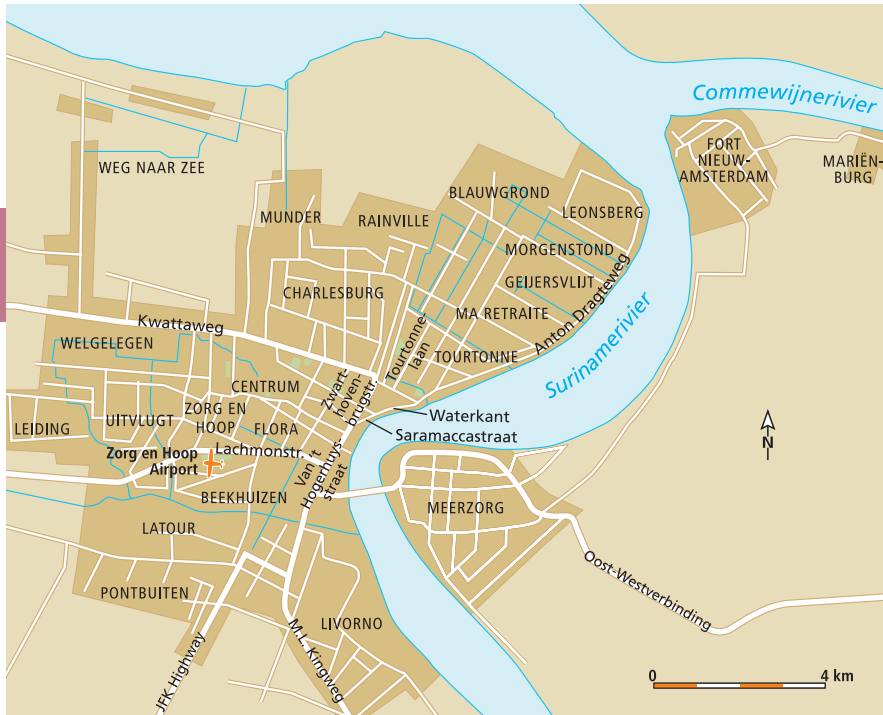 Commewijnerivier
FORT
NIEUW-
AMSTERDAM
MARIËN-
BURG
WEG NAAR ZEE
BLAUWGROND
LEONSBERG
MUNDER
RAINVILLE
MORGENSTOND
GEIJERSVLIJT
CHARLESBURG
MA RETRAITE
Anton Dragteweg
Surinamerivier
Kwattaweg
Tourtonne-
laan
WELGELEGEN
TOURTONNE
CENTRUM
Zwart-
hoven-
brugstr.
Waterkant
Saramaccastraat
LEIDING
UITVLUGT
ZORG EN
HOOP
FLORA
Zorg en Hoop
Airport
Lachmonstr.
Van 't
Hogerhuys-
straat
N
BEEKHUIZEN
MEERZORG
LATOUR
Oost-Westverbinding
PONTBUITEN
LIVORNO
JFK Highway
M.L. Kingweg
0 4 km